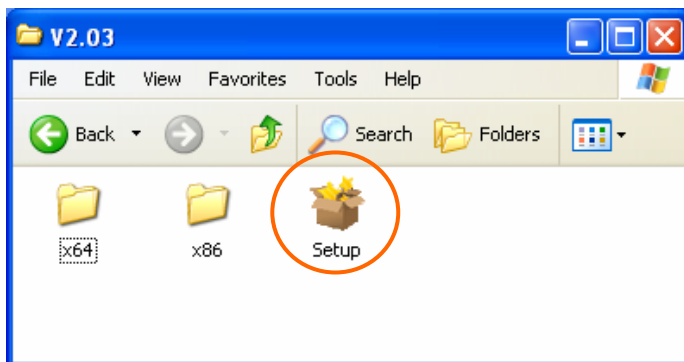 V2.03
File Edit View Favorites Tools Help
Back Search Folders
x64 x86 Setup